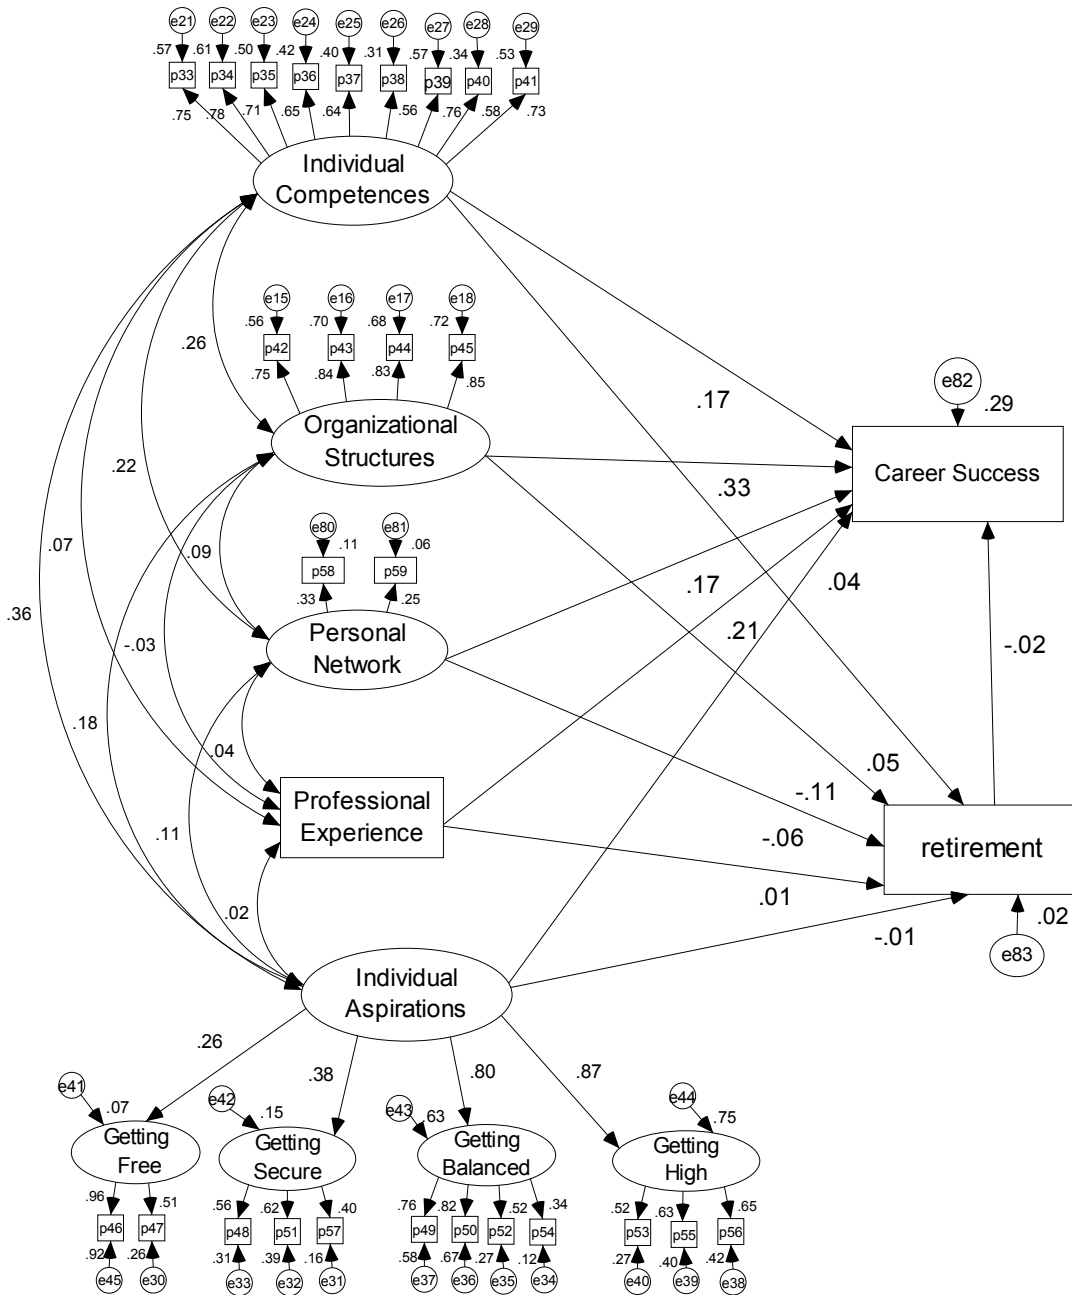 e21 e22 e23 e24 e25 e26 e27 e28 e29
.57 .61 .50 .42 .40 .31 .57 .34 .53
p33 p34 p35 p36 p37 p38 p39 p40 p41
.75 .78 .71 .65 .64 .56 .76 .58 .73
Individual
Competences
e15 e16 e17 e18
.56 .70 .68 .72
p42 p43 p44 p45
.75 .84 .83 .85
.26
.17
e82
.29
Organizational
Structures
Career Success
.22
.33
e80 e81
.11 .06
p58 p59
.33 .25
.07
.09
.17
.04
.36
-.03
Personal
Network
.21
-.02
.18
.04
.05
Professional
Experience
-.11
.11
-.06
retirement
.02
.01
-.01
.02
e83
Individual
Aspirations
.26
.38
.80
.87
e41 e42 e43 e44
.07 .15 .63 .75
Getting
Free
Getting
Secure
Getting
Balanced
Getting
High
.96 .51 .56 .62 .40 .76 .82 .52 .34 .52 .63 .65
p46 p47 p48 p51 p57 p49 p50 p52 p54 p53 p55 p56
.92 .26 .31 .39 .16 .58 .67 .27 .12 .27 .40 .42
e45 e30 e33 e32 e31 e37 e36 e35 e34 e40 e39 e38